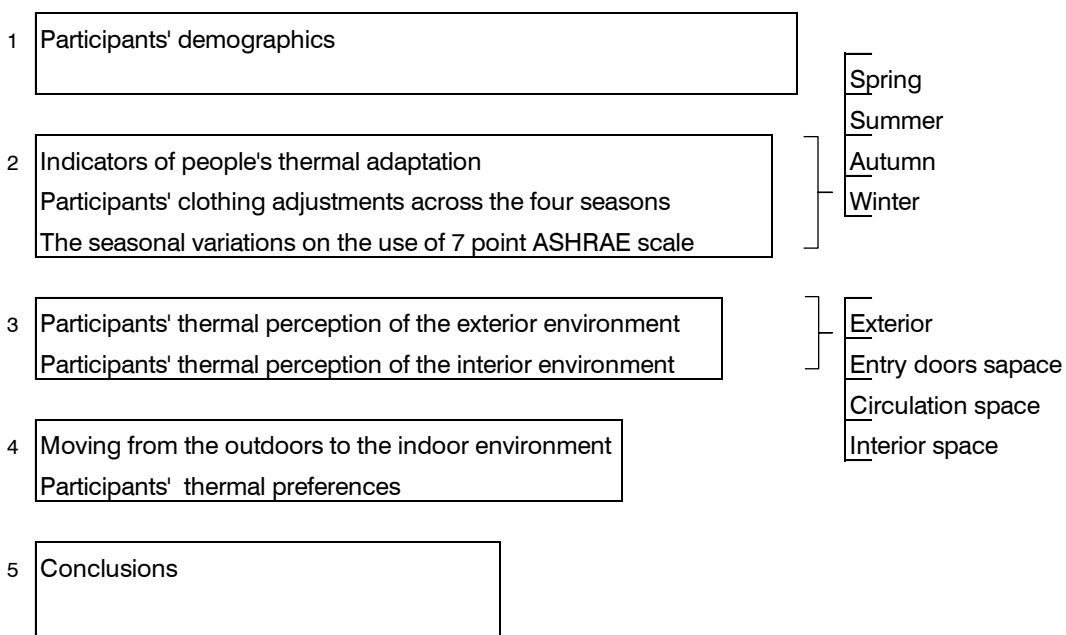 1 Participants' demographics
Spring
Summer
2 Indicators of people's thermal adaptation
Autumn
Participants' clothing adjustments across the four seasons
Winter
The seasonal variations on the use of 7 point ASHRAE scale
3 Participants' thermal perception of the exterior environment
Exterior
Participants' thermal perception of the interior environment
Entry doors sapace
Circulation space
4 Moving from the outdoors to the indoor environment
Interior space
Participants'  thermal preferences
5 Conclusions